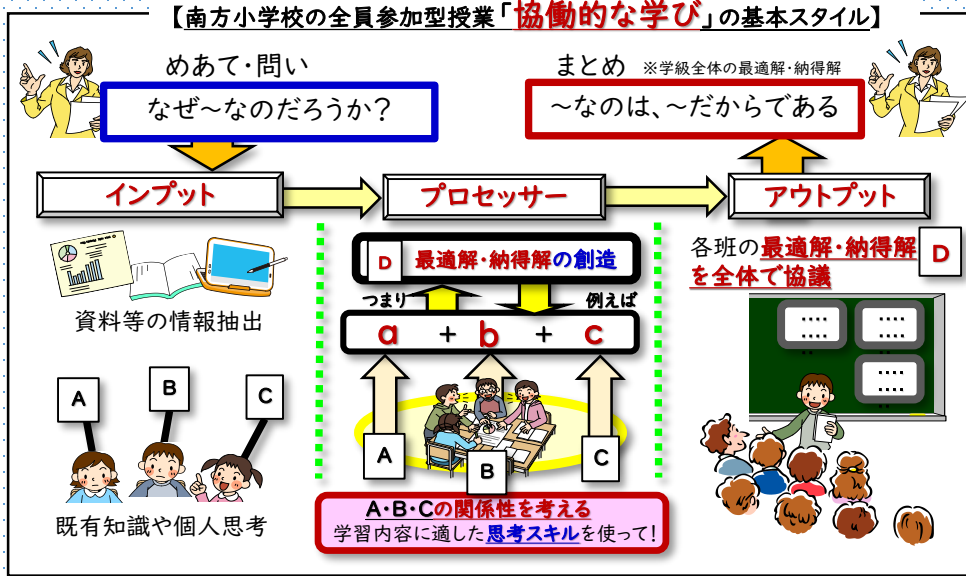 【南方小学校の全員参加型授業「協働的な学び」の基本スタイル】
めあて・問い
なぜ～なのだろうか？
まとめ ※学級全体の最適解・納得解
～なのは、～だからである
インプット
プロセッサー
アウトプット
資料等の情報抽出
A
B
C
既有知識や個人思考
D 最適解・納得解の創造
つまり
例えば
a + b + c
A
B
C
A・B・Cの関係性を考える
学習内容に適した思考スキルを使って！
各班の最適解・納得解
を全体で協議
D